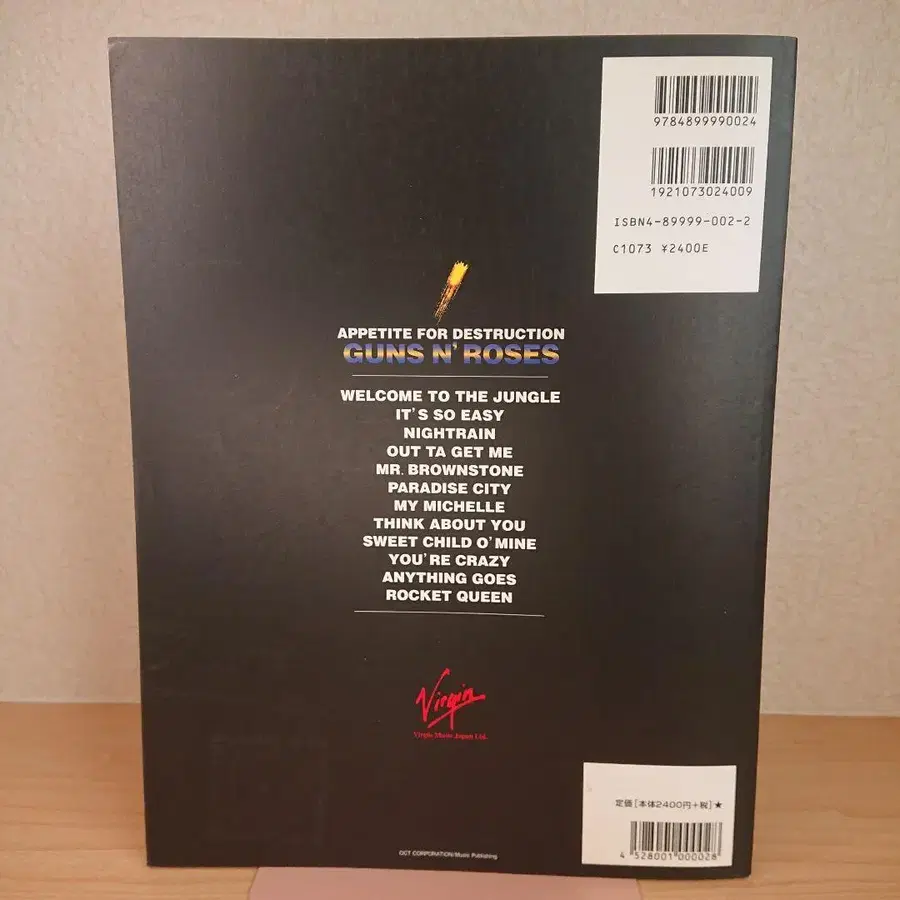 9784899990024
1921073024009
ISBN4-89999-002-2
C1073 ¥2400E
APPETITE FOR DESTRUCTION
GUNS N' ROSES
WELCOME TO THE JUNGLE
IT'S SO EASY
NIGHTRAIN
OUT TA GET ME
MR. BROWNSTONE
PARADISE CITY
MY MICHELLE
THINK ABOUT YOU
SWEET CHILD O' MINE
YOU'RE CRAZY
ANYTHING GOES
ROCKET QUEEN
Virgin
Virgin Music Japan Ltd.
定価[本体2400円+税]★
4 528001 000028
OCT CORPORATION/Music Publishing